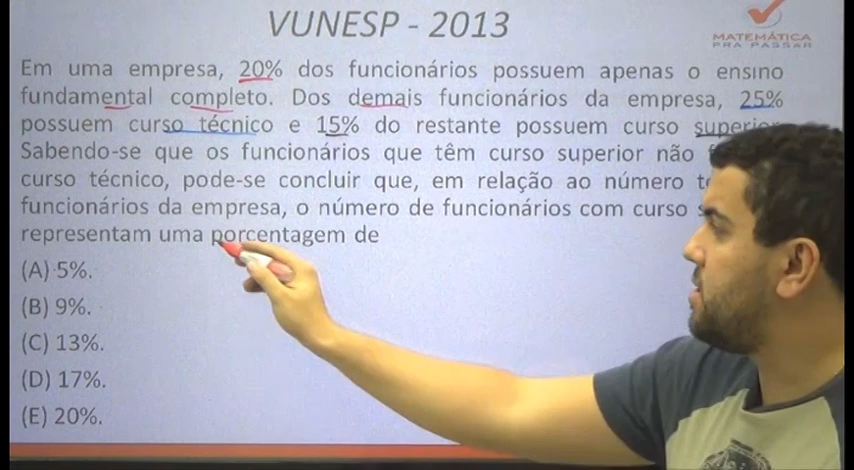 VUNESP - 2013
MATEMÁTICA
PRA PASSAR
Em uma empresa, 20% dos funcionários possuem apenas o ensino
fundamental completo. Dos demais funcionários da empresa, 25%
possuem curso técnico e 15% do restante possuem curso superior.
Sabendo-se que os funcionários que têm curso superior não
curso técnico, pode-se concluir que, em relação ao número
funcionários da empresa, o número de funcionários com curso
representam uma porcentagem de
(A) 5%.
(B) 9%.
(C) 13%.
(D) 17%.
(E) 20%.